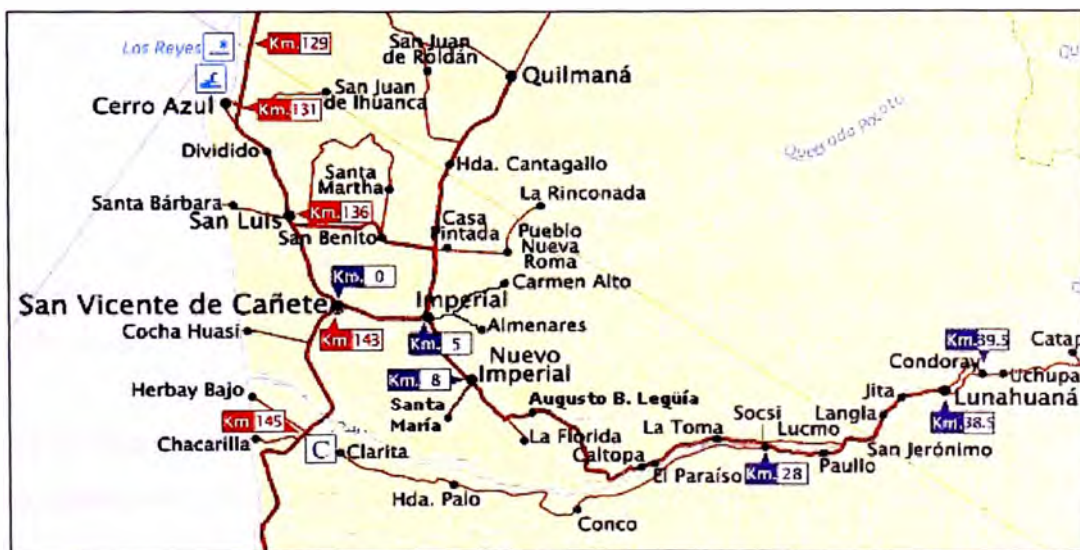 Km. 129
Los Reyes
San Juan
de Roldán
Quilmaná
San Juan
de Ihuanca
Cerro Azul
Km. 131
Quebrada Pocoto
Dividido
Hda. Cantagallo
Santa
Martha
La Rinconada
Santa Bárbara
San Luis
Km. 136
Casa
Pintada
San Benito
Pueblo
Nueva
Roma
Km. 0
Carmen Alto
San Vicente de Cañete
Imperial
Cocha Huasi
Km 143
Km. 5
Almenares
Km.39.5
Catap
Nuevo
Imperial
Km. 8
Condoray
Uchupa
Herbay Bajo
Jita
Lunahuaná
Santa
María
Augusto B. Legüía
Km 145
Socsi
Lucmo
Langla
Km.38.5
Chacarilla
C
Clarita
La Florida
La Toma
San Jerónimo
Caltopa
El Paraíso
Km. 28
Paullo
Hda. Palo
Conco